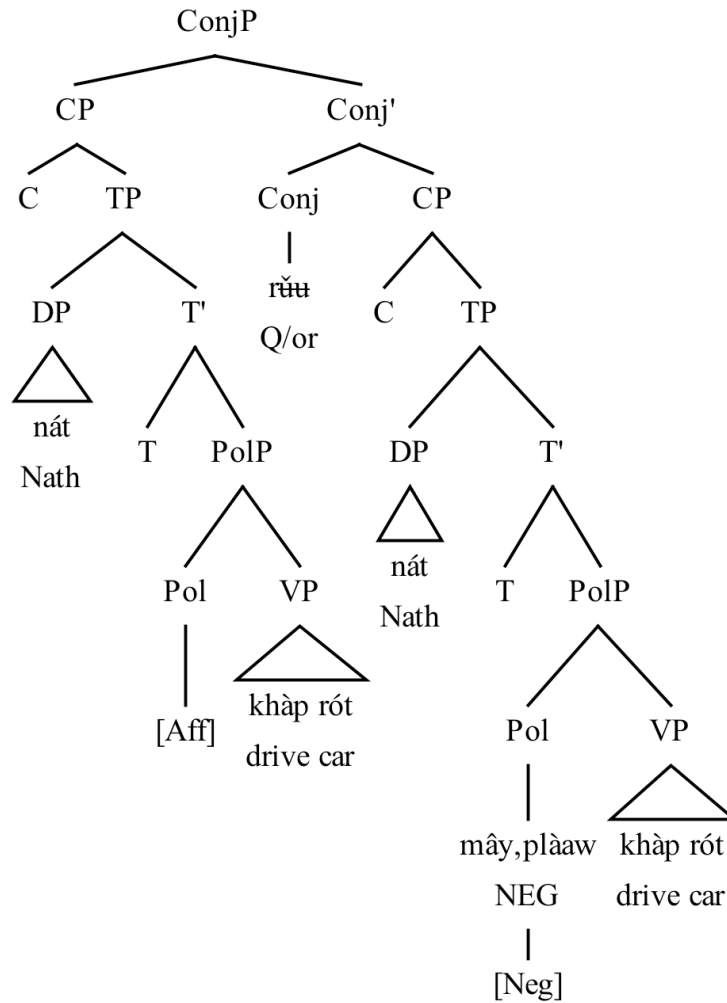 ConjP
CP Conj'
C TP Conj CP
DP T' rǔu C TP
Q/or
nát T PolP DP T'
Nath
Pol VP nát T PolP
Nath
[Aff] khàp rót Pol VP
drive car
mây,plàaw khàp rót
NEG drive car
[Neg]